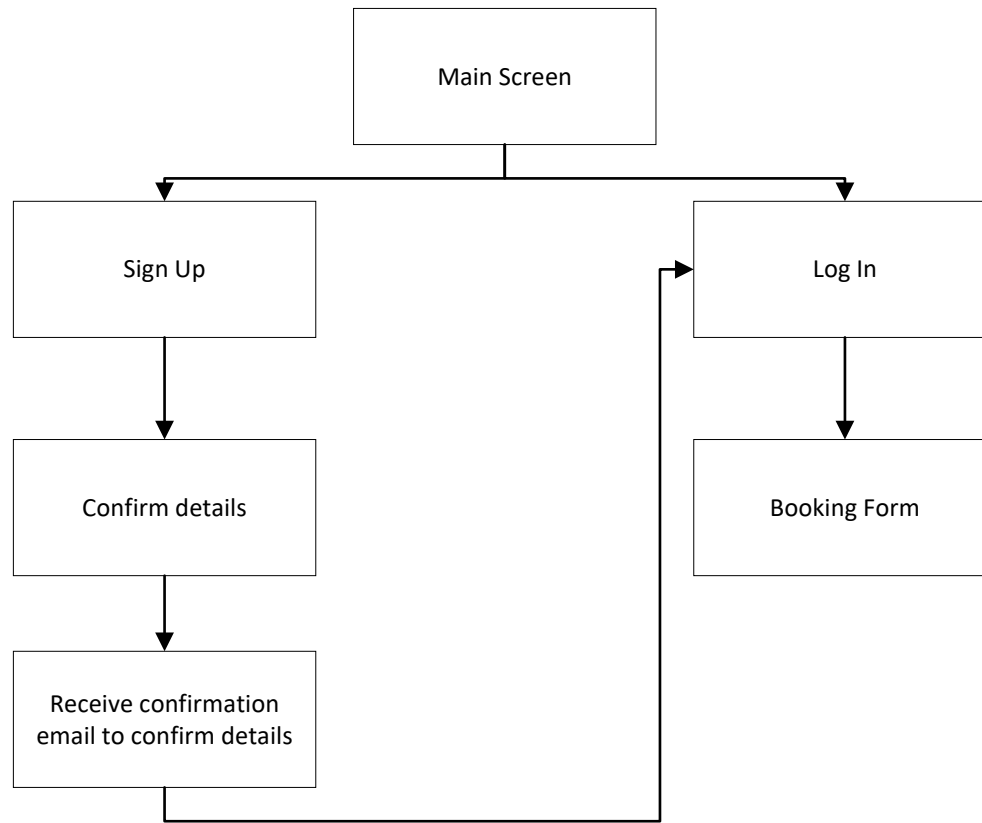 Main Screen
Sign Up
Log In
Confirm details
Booking Form
Receive confirmation
email to confirm details